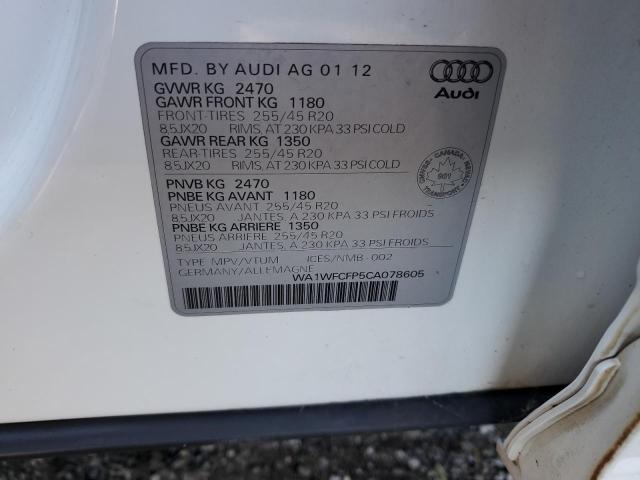 MFD. BY AUDI AG 01 12
Audi
GVWR KG 2470
GAWR FRONT KG 1180
FRONT-TIRES 255/45 R20
8.5JX20 RIMS, AT 230 KPA 33 PSI COLD
GAWR REAR KG 1350
REAR-TIRES 255/45 R20
8.5JX20 RIMS, AT 230 KPA 33 PSI COLD
PNVB KG 2470
PNBE KG AVANT 1180
PNEUS AVANT 255/45 R20
8.5JX20 JANTES, A 230 KPA 33 PSI FROIDS
PNBE KG ARRIERE 1350
PNEUS ARRIERE 255/45 R20
8.5JX20 JANTES, A 230 KPA 33 PSI FROIDS
CANADA
901
TRANSPORT
TYPE MPV/VTUM ICES/NMB-002
GERMANY/ALLEMAGNE WA1WFCFP5CA078605